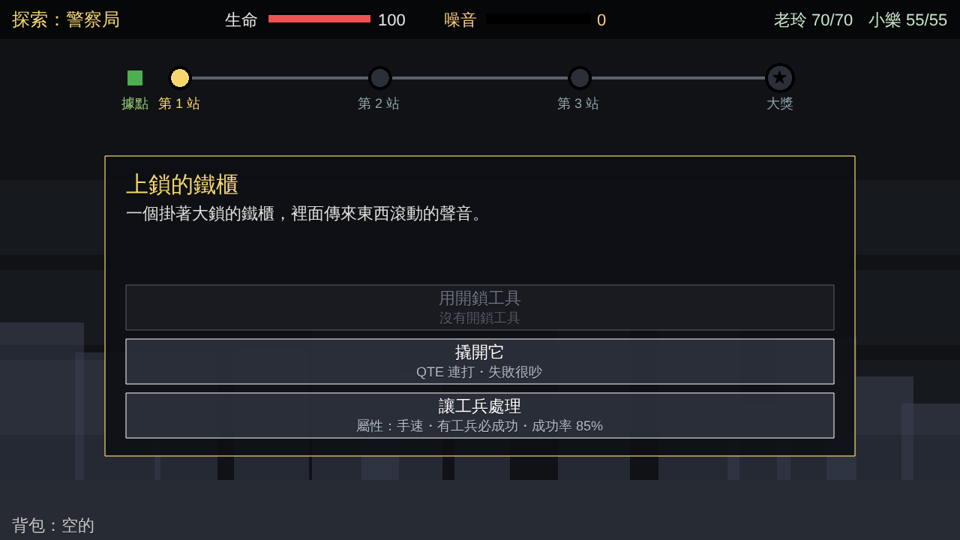 探索：警察局 生命 100 噪音 0 老玲 70/70 小樂 55/55
據點 第 1 站 第 2 站 第 3 站 大獎
上鎖的鐵櫃
一個掛著大鎖的鐵櫃，裡面傳來東西滾動的聲音。
用開鎖工具
沒有開鎖工具
撬開它
QTE 連打・失敗很吵
讓工兵處理
屬性：手速・有工兵必成功・成功率 85%
背包：空的